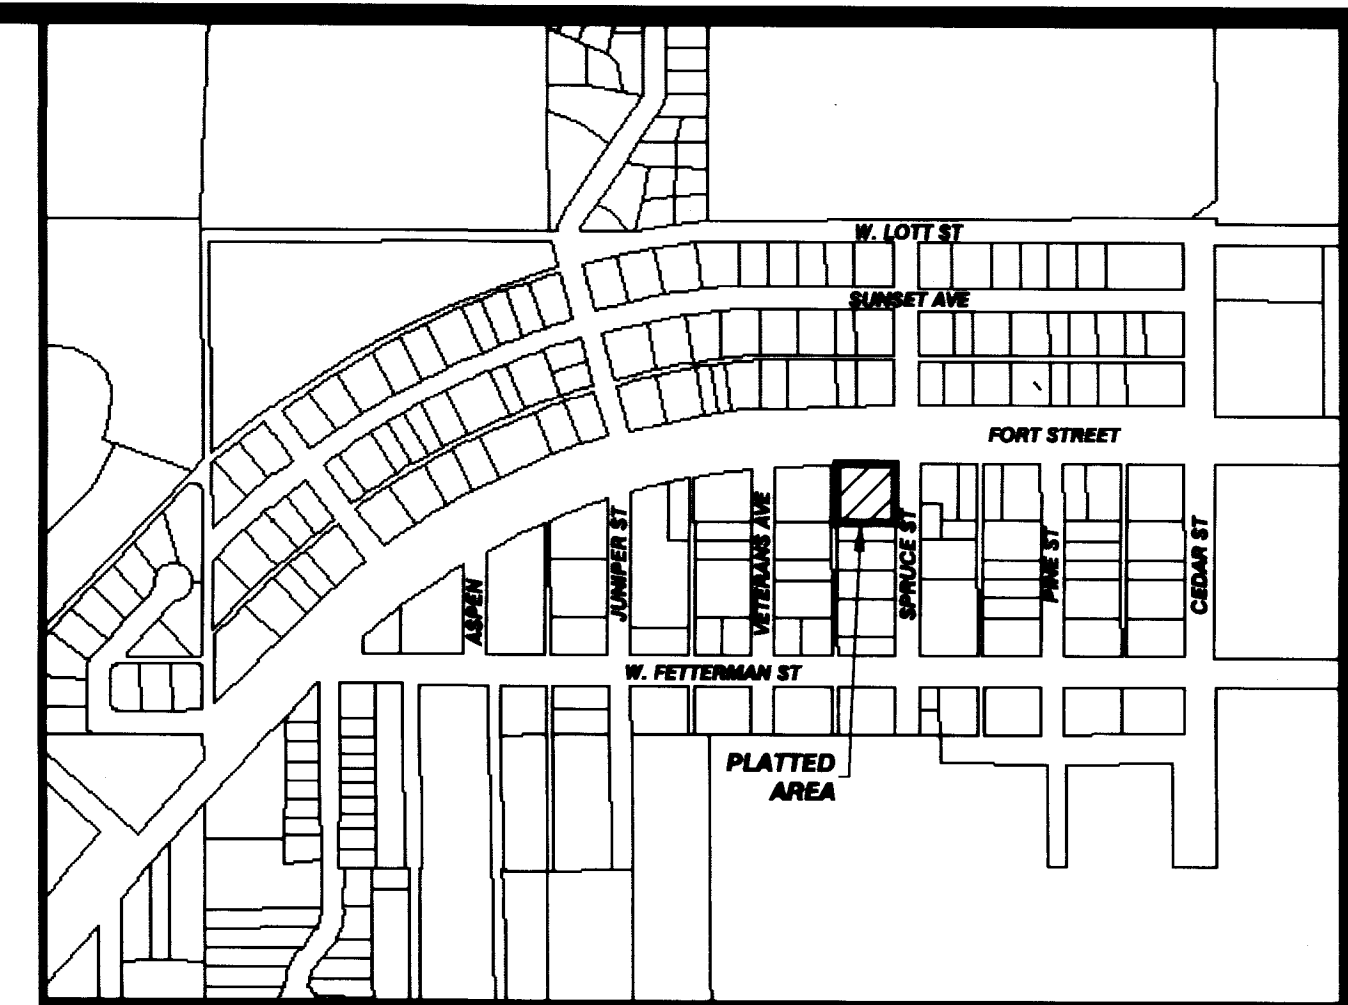 W. LOTT ST
SUNSET AVE
FORT STREET
JUNIPER ST
VETERANS AVE
SPRUCE ST
PINE ST
CEDAR ST
ASPEN
W. FETTERMAN ST
PLATTED
AREA